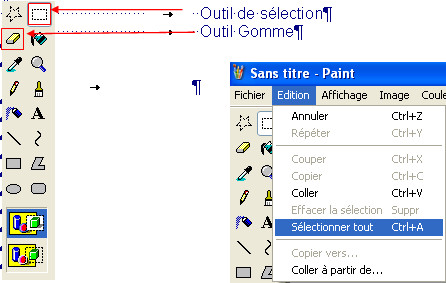 Outil de sélection¶
Outil Gomme¶
¶
A
Sans titre - Paint
Fichier Edition Affichage Image Coule
Annuler Ctrl+Z
Répéter Ctrl+Y
Couper Ctrl+X
Copier Ctrl+C
Coller Ctrl+V
Effacer la sélection Suppr
Sélectionner tout Ctrl+A
Copier vers...
Coller à partir de...